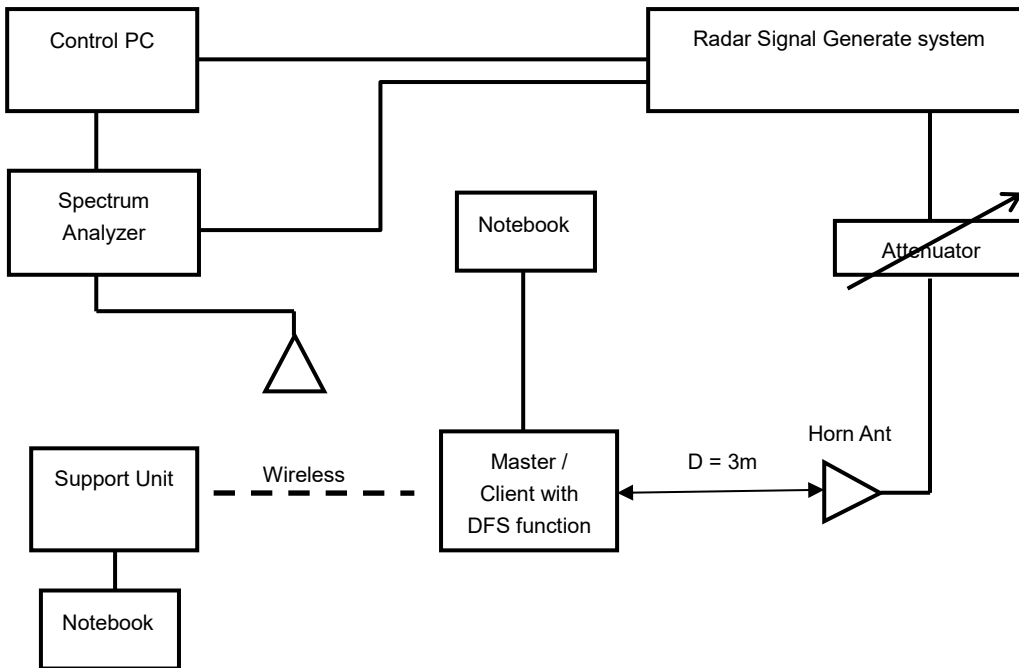 Control PC
Radar Signal Generate system
Spectrum
Analyzer
Notebook
Attenuator
Horn Ant
Support Unit
Wireless
Master /
Client with
DFS function
D = 3m
Notebook